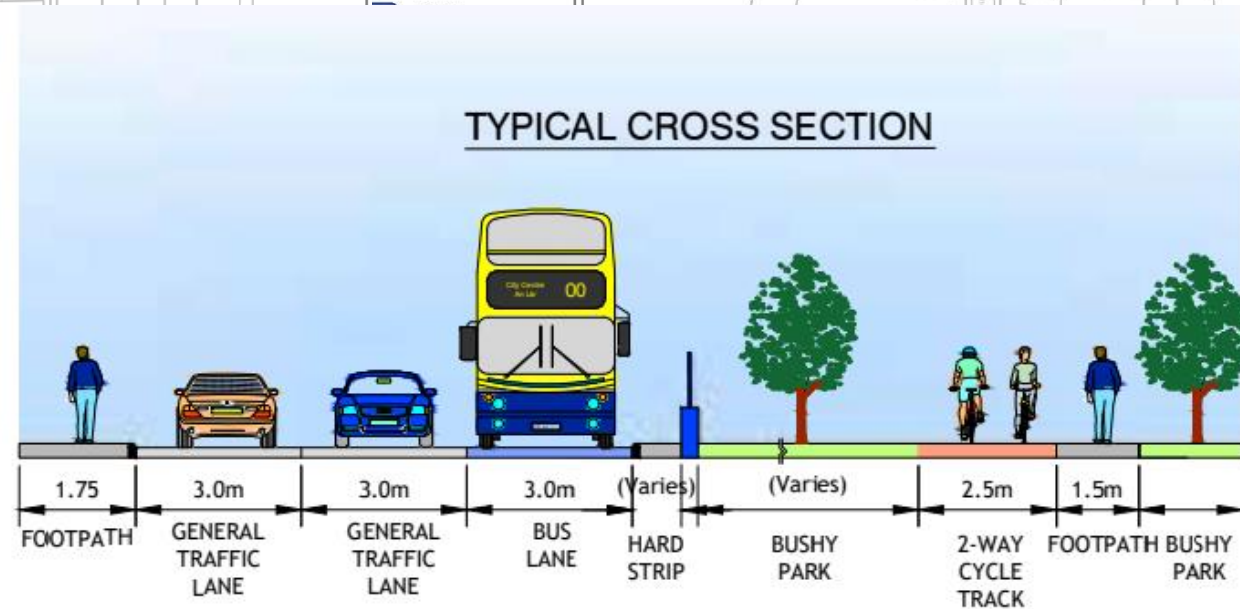 TYPICAL CROSS SECTION
City Centre
An Lár
00
1.75
3.0m
3.0m
3.0m
(Varies)
(Varies)
2.5m
1.5m
FOOTPATH
GENERAL
TRAFFIC
LANE
GENERAL
TRAFFIC
LANE
BUS
LANE
HARD
STRIP
BUSHY
PARK
2-WAY
CYCLE
TRACK
FOOTPATH
BUSHY
PARK